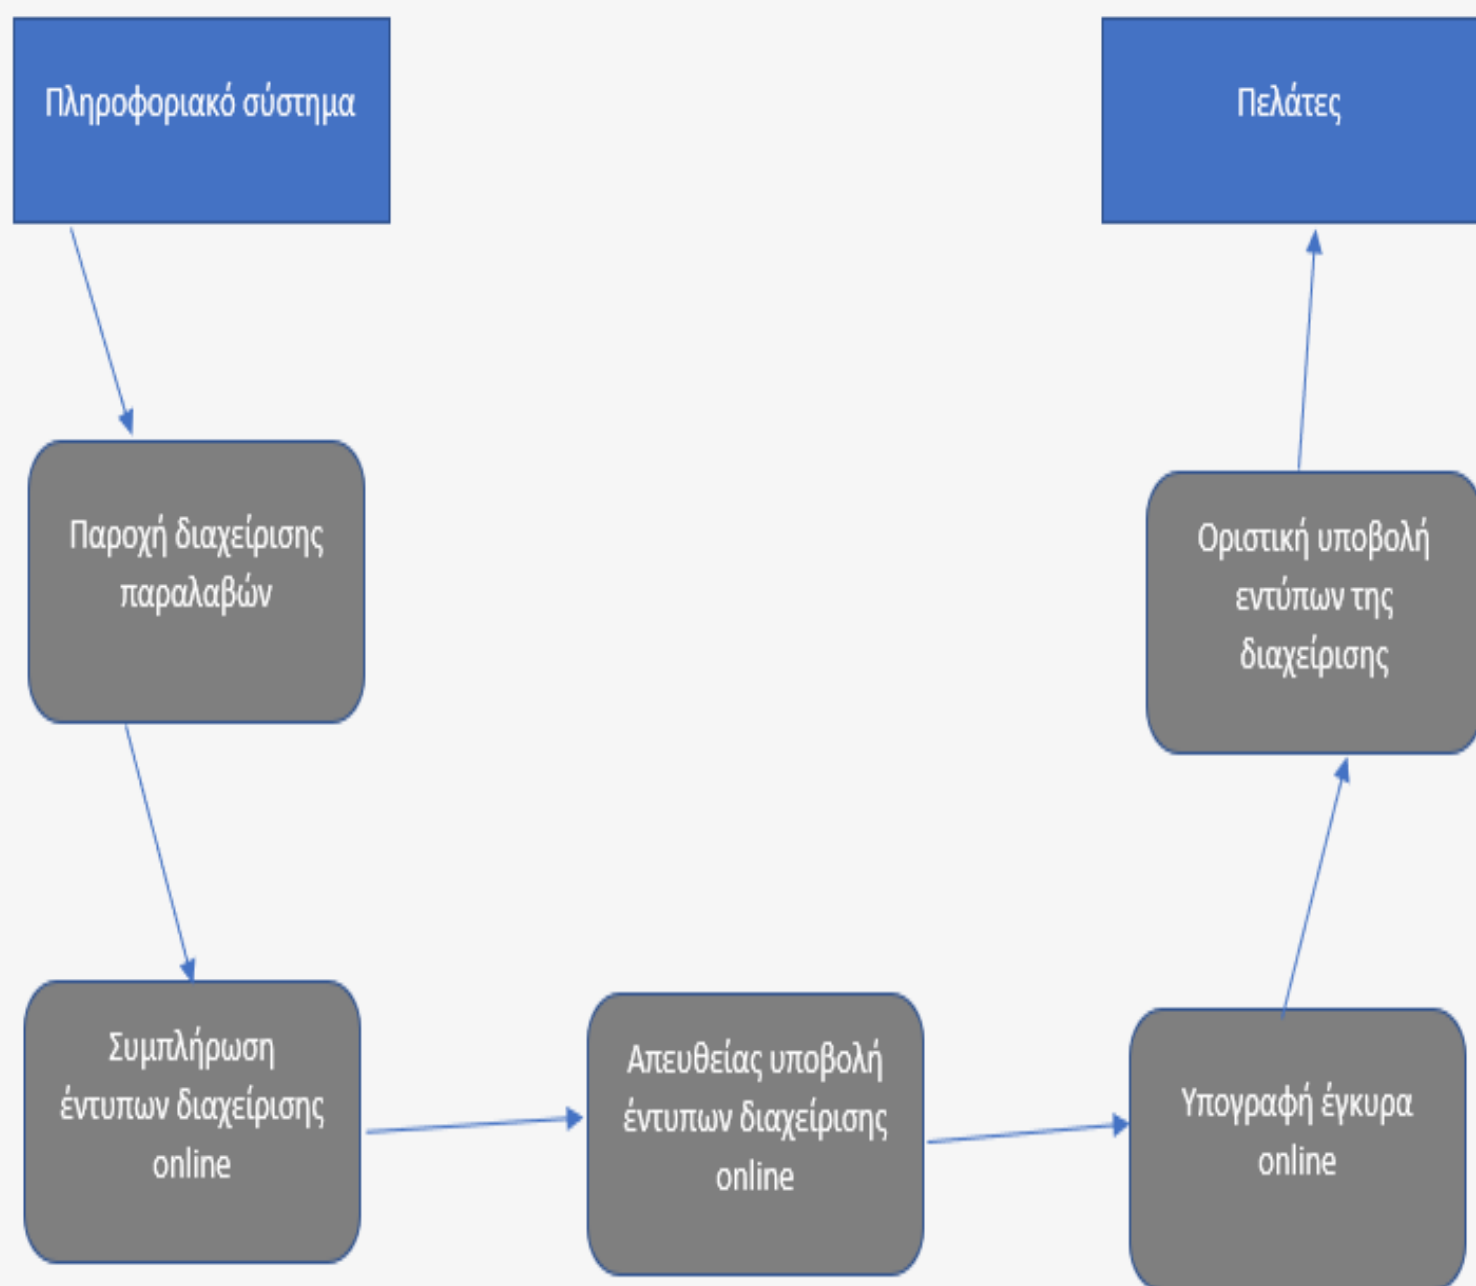 Πληροφοριακό σύστημα
Πελάτες
Παροχή διαχείρισης
παραλαβών
Οριστική υποβολή
εντύπων της
διαχείρισης
Συμπλήρωση
έντυπων διαχείρισης
online
Απευθείας υποβολή
έντυπων διαχείρισης
online
Υπογραφή έγκυρα
online